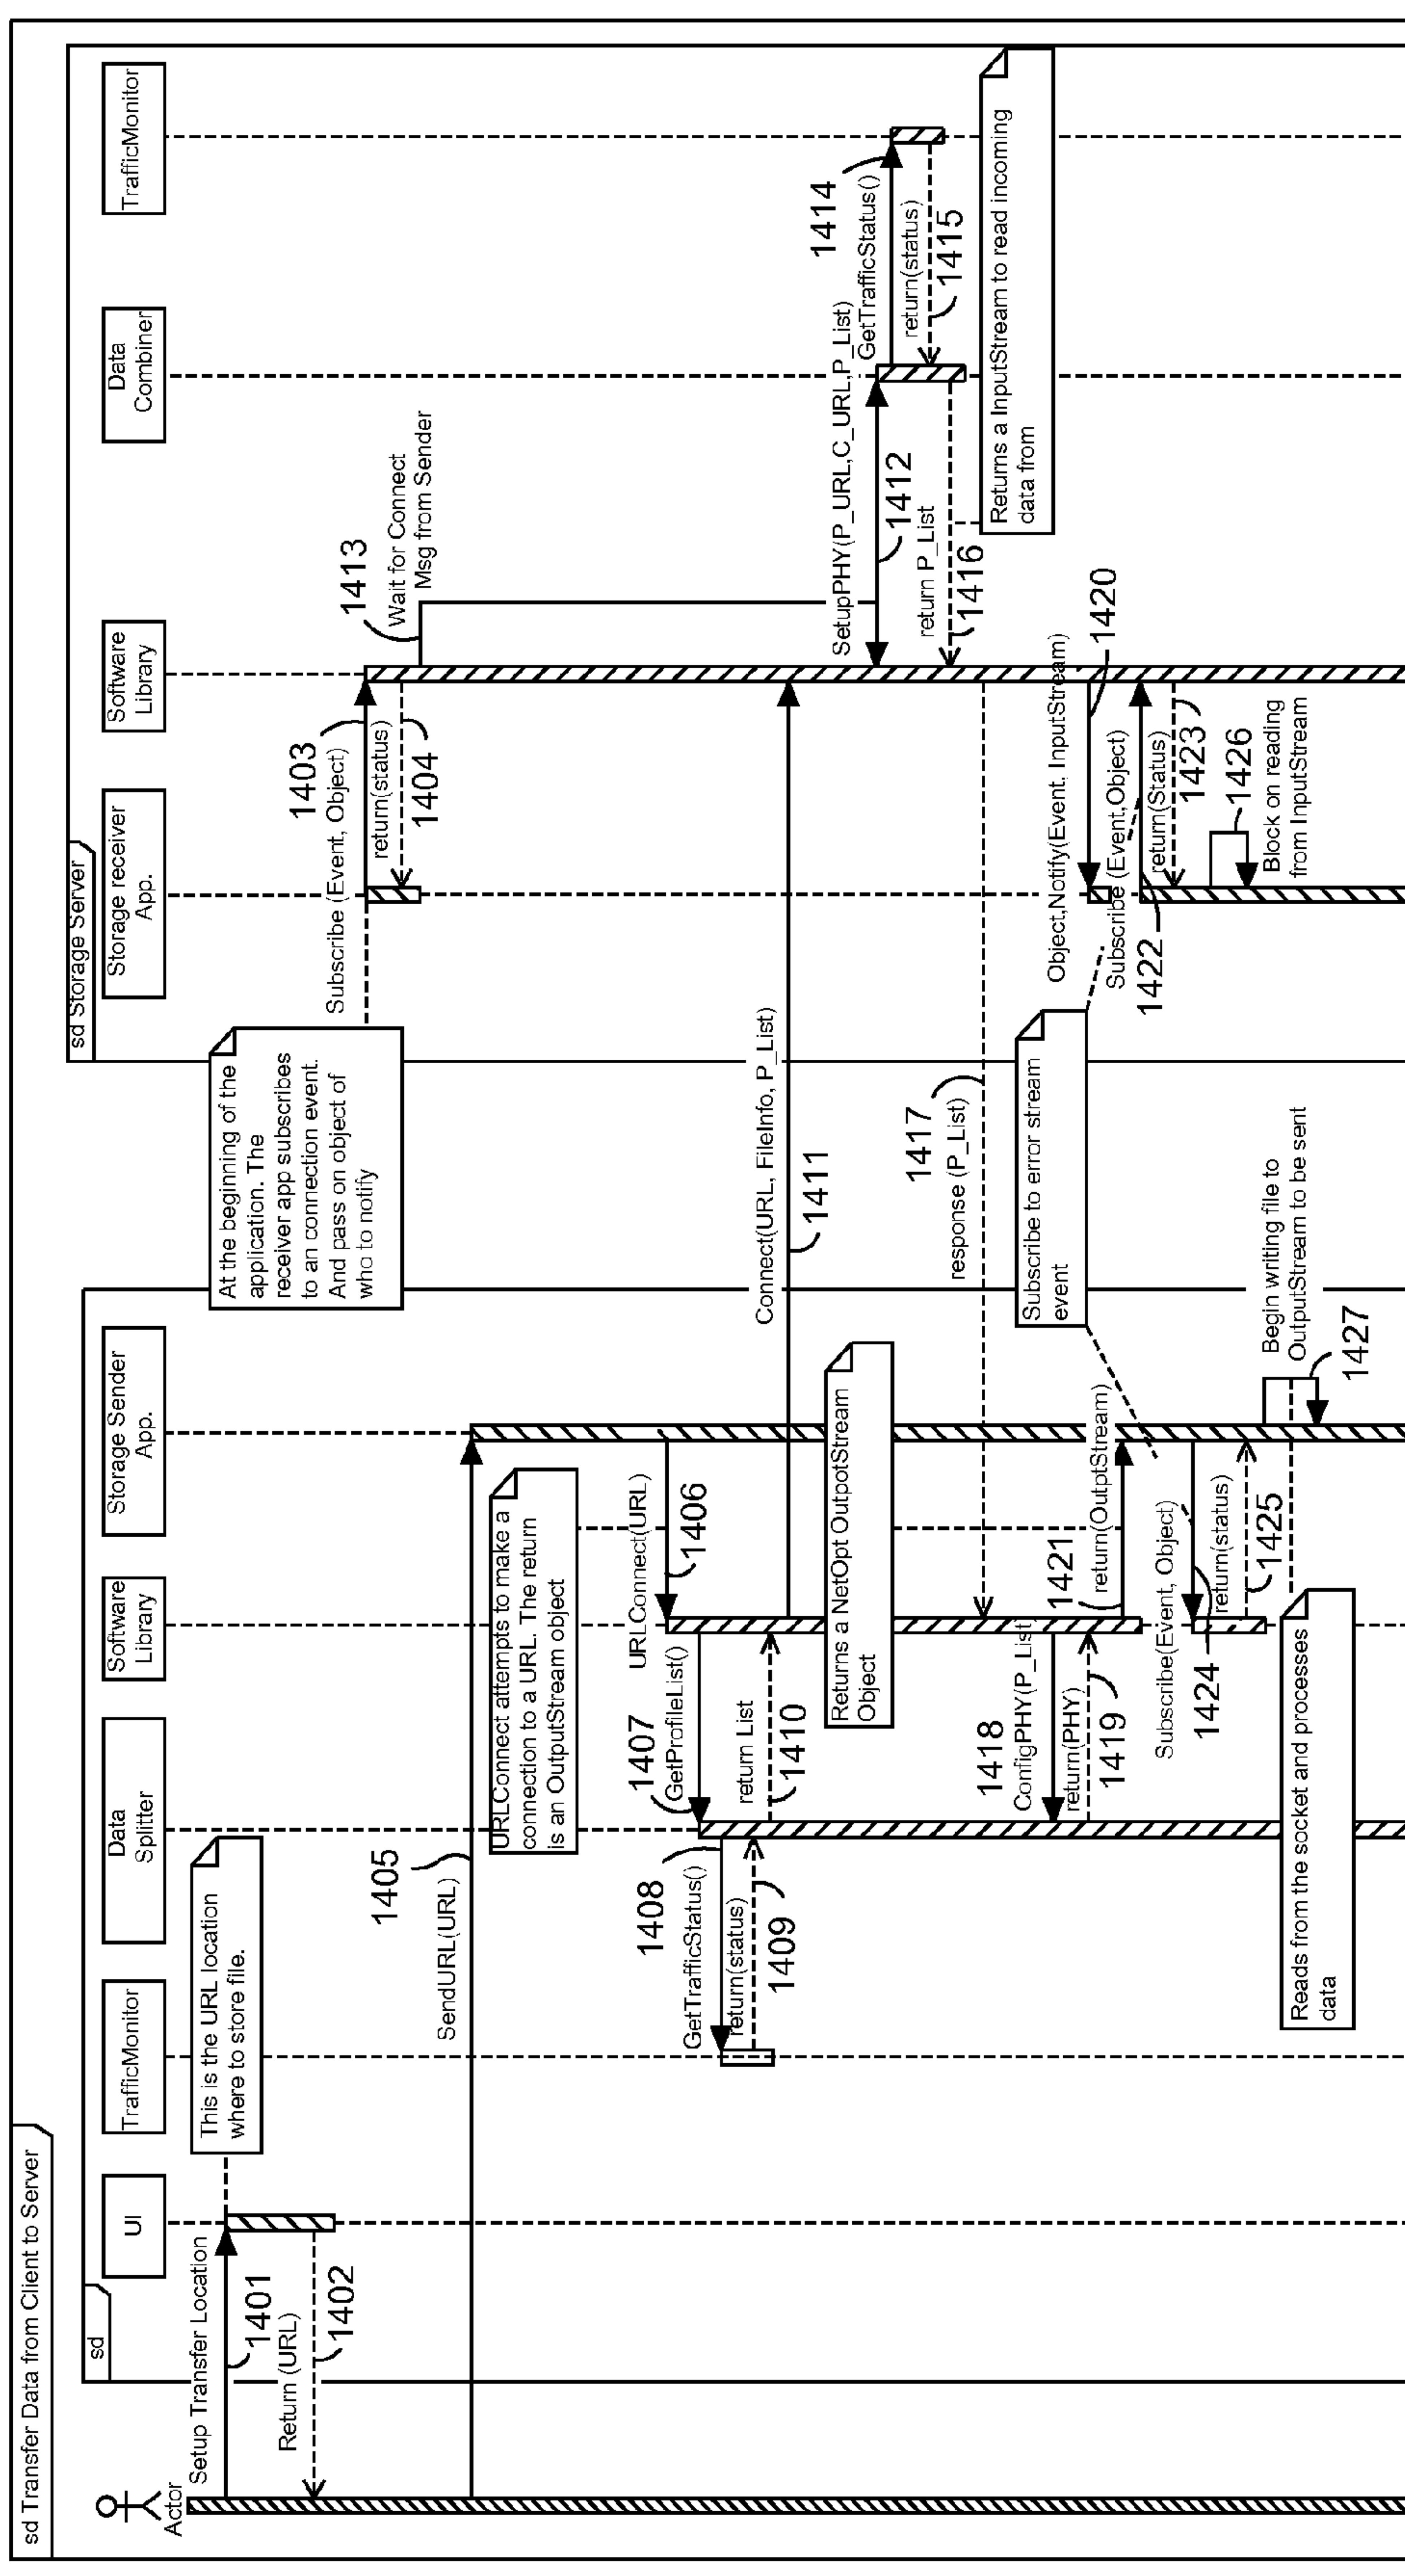 sd Transfer Data from Client to Server
sd
sd Storage Server
Actor
UI
TrafficMonitor
Data
Splitter
Software
Library
Storage Sender
App.
Storage receiver
App.
Software
Library
Data
Combiner
TrafficMonitor
Setup Transfer Location
1401
Return (URL)
1402
This is the URL location
where to store file.
At the beginning of the
application. The
receiver app subscribes
to an connection event.
And pass on object of
who to notify
1403
Subscribe (Event, Object)
return(status)
1404
1413
Wait for Connect
Msg from Sender
1405
SendURL(URL)
URLConnect attempts to make a
connection to a URL. The return
is an OutputStream object
URLConnect(URL)
1406
1407
GetProfileList()
1408
GetTrafficStatus()
return(status)
1409
return List
1410
Connect(URL, FileInfo, P_List)
1411
SetupPHY(P_URL,C_URL,P_List)
1412
1414
GetTrafficStatus()
return(status)
1415
return P_List
1416
Returns a InputStream to read incoming
data from
Returns a NetOpt OutpotStream
Object
1417
response (P_List)
1418
ConfigPHY(P_List)
return(PHY)
1419
Object,Notify(Event, InputStream)
1420
1421
return(OutptStream)
Subscribe to error stream
event
Subscribe (Event,Object)
1422
return(Status)
1423
Subscribe(Event, Object)
1424
return(status)
1425
1426
Block on reading
from InputStream
Begin writing file to
OutputStream to be sent
1427
Reads from the socket and processes
data